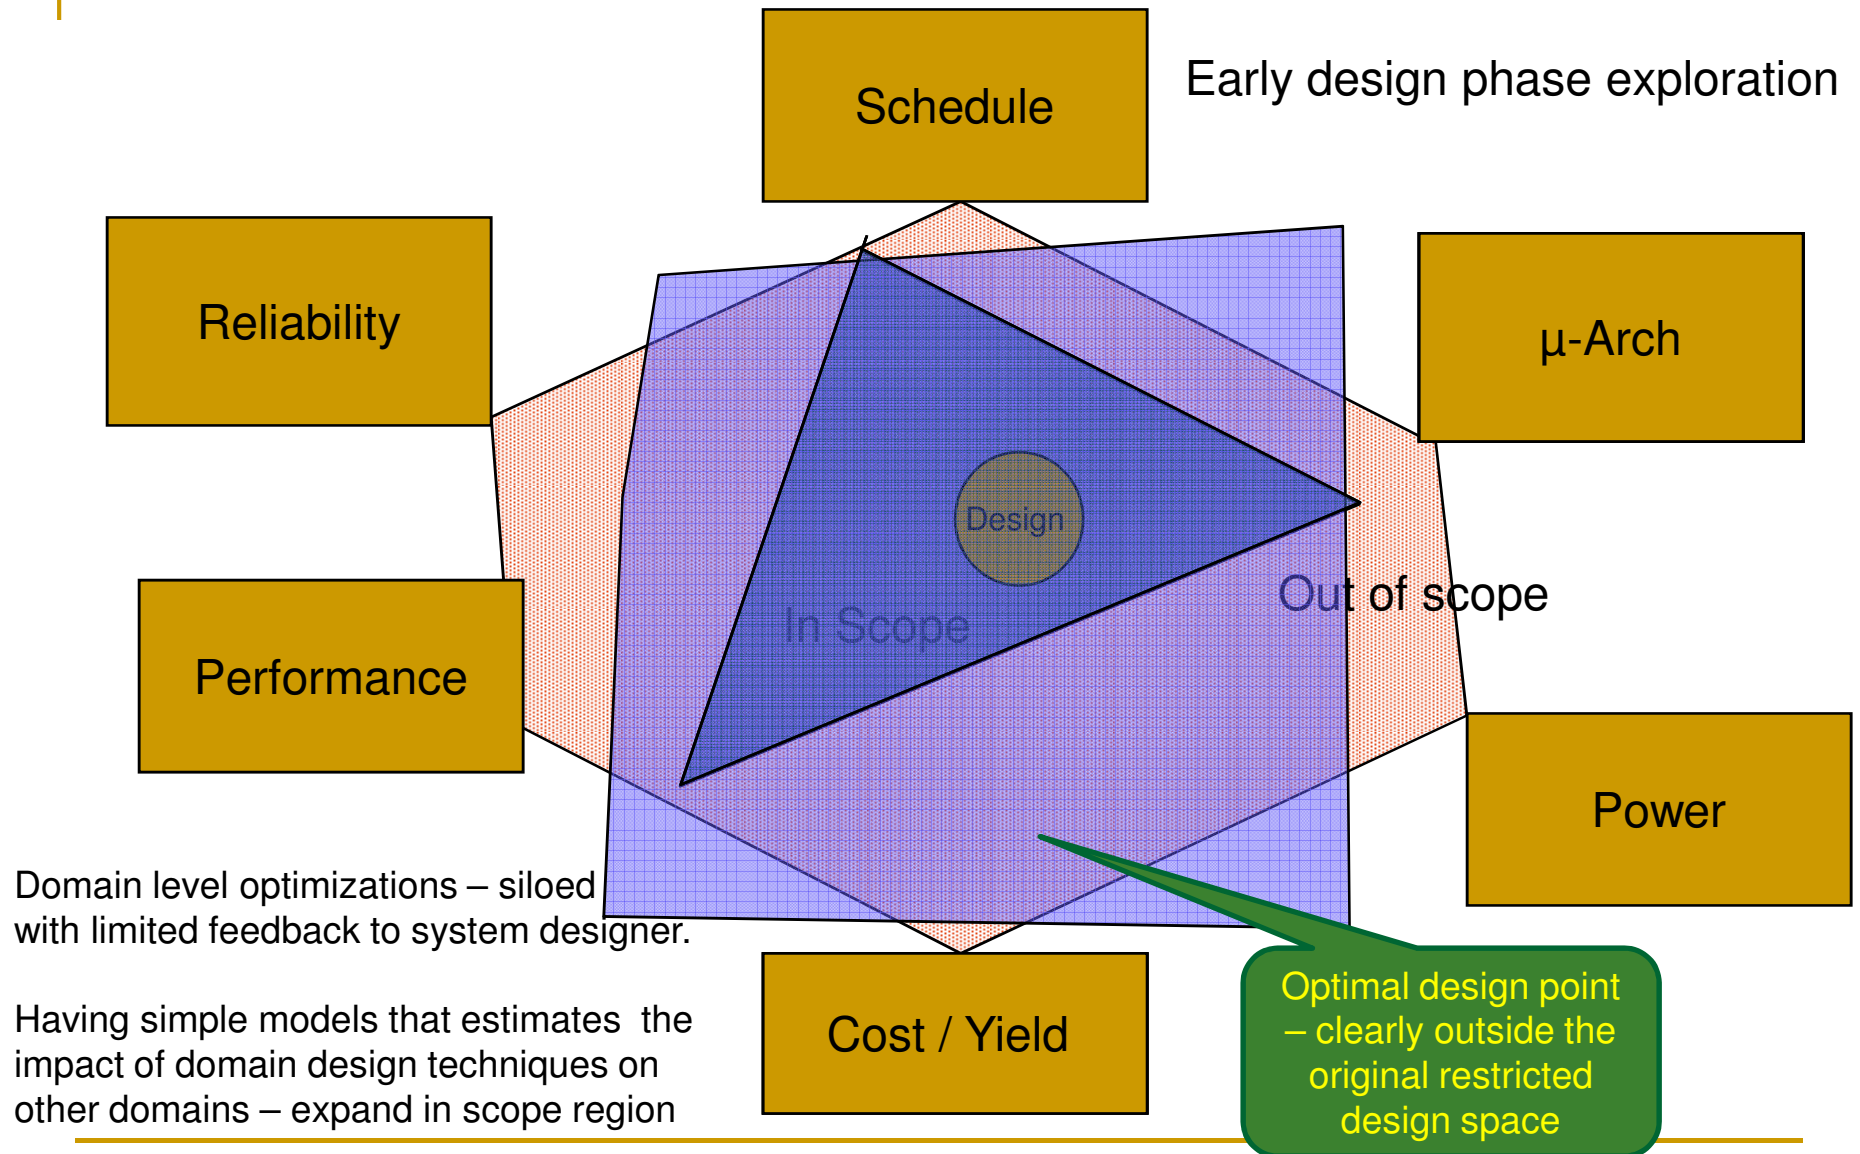 Schedule
Early design phase exploration
Reliability
µ-Arch
Design
In Scope
Out of scope
Performance
Power
Domain level optimizations – siloed
with limited feedback to system designer.
Having simple models that estimates  the
impact of domain design techniques on
other domains – expand in scope region
Cost / Yield
Optimal design point
– clearly outside the
original restricted
design space